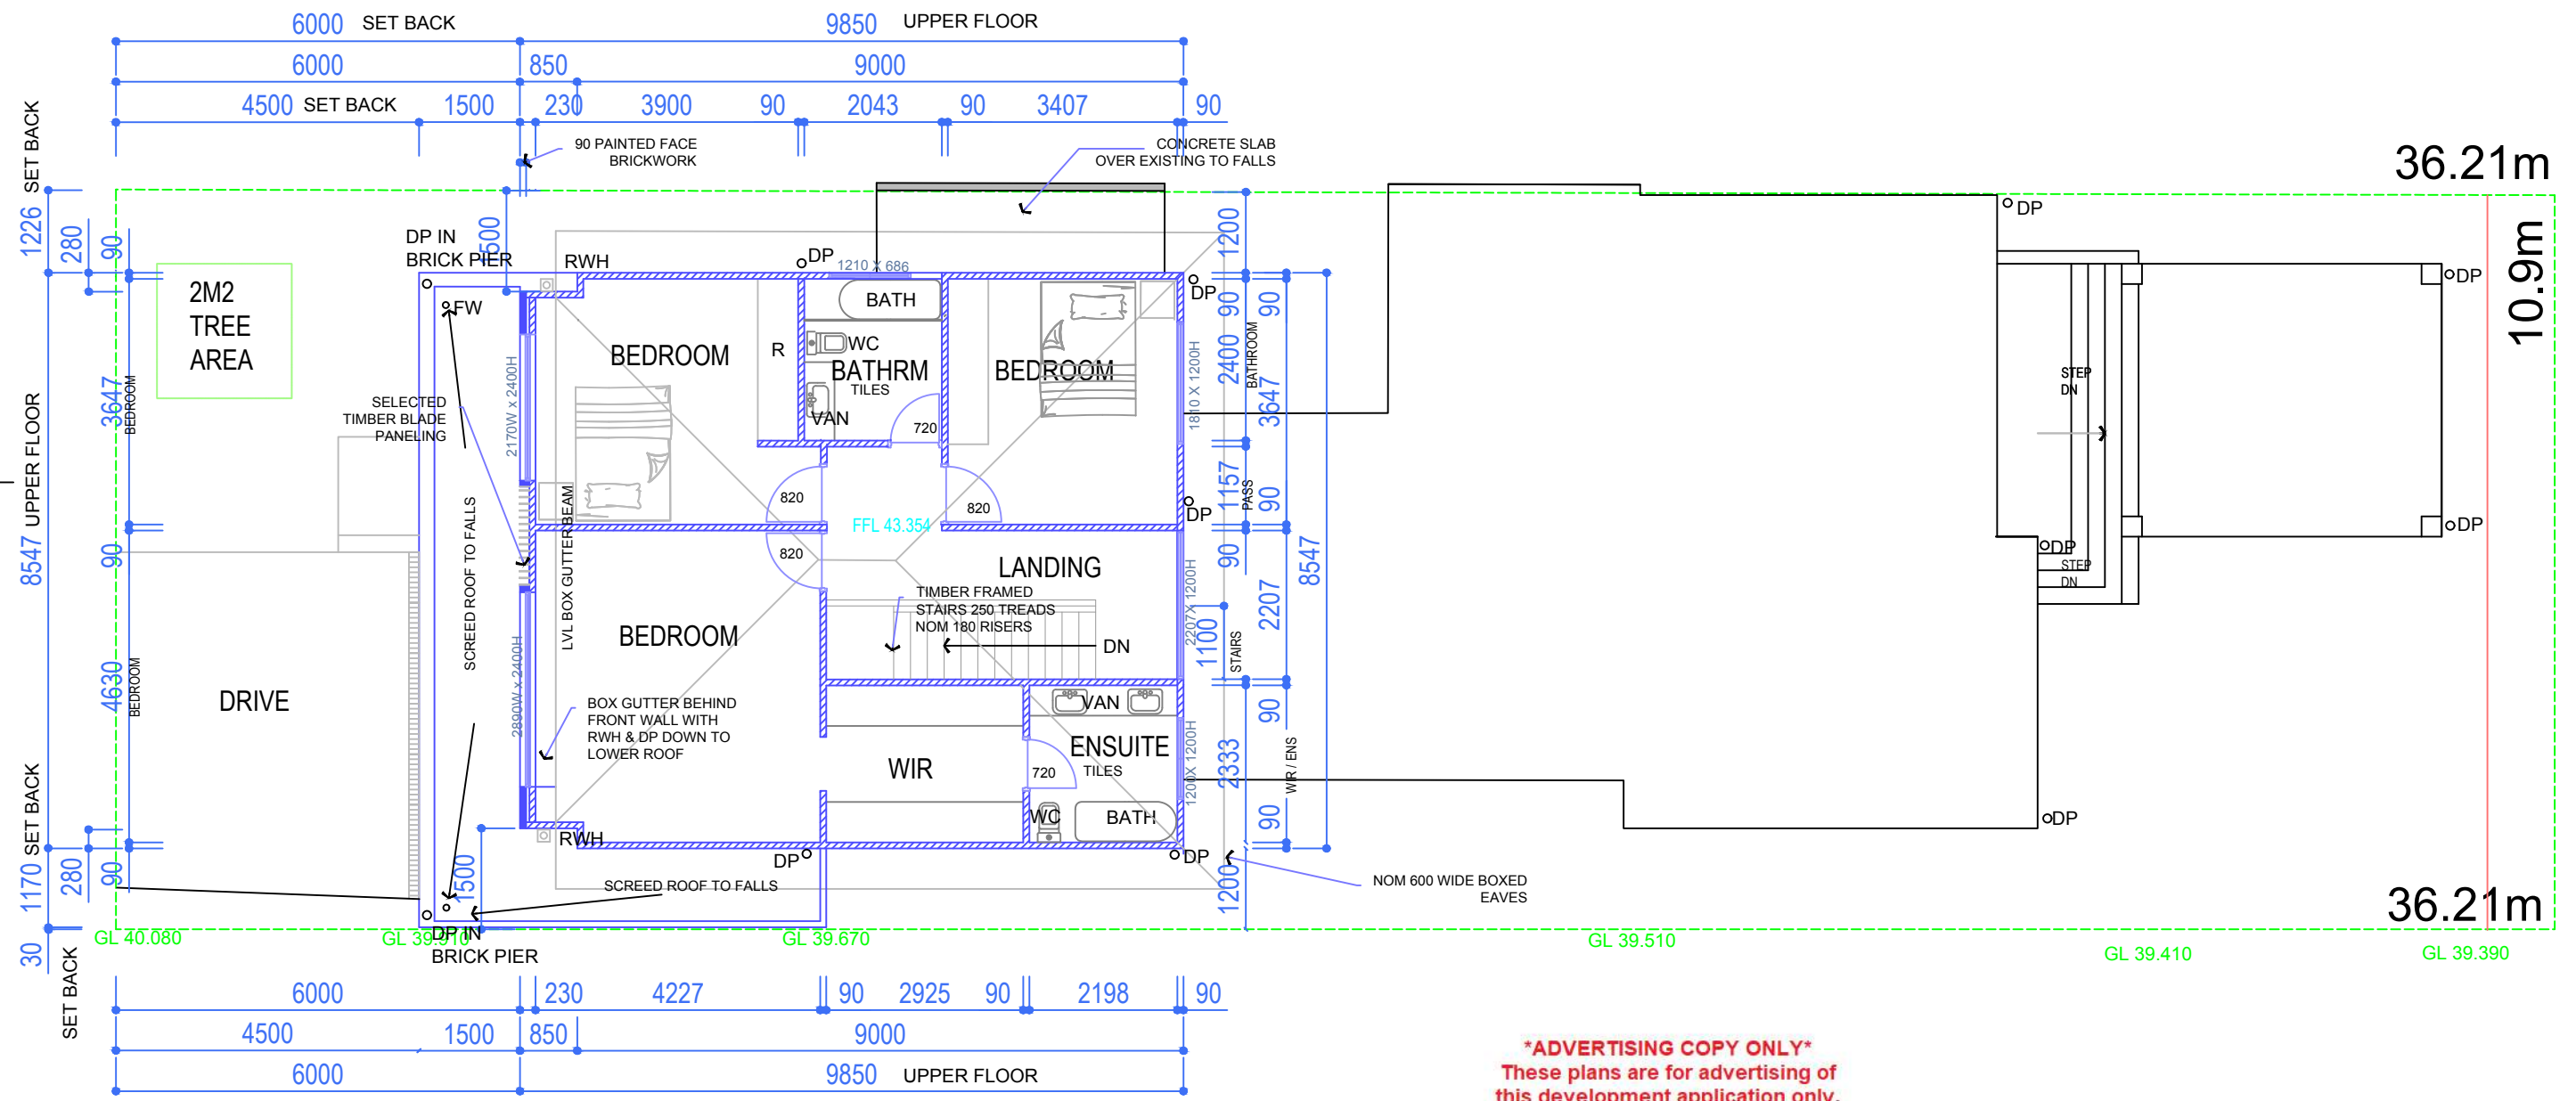 6000 SET BACK 9850 UPPER FLOOR
6000 850 9000
4500 SET BACK 1500 230 3900 90 2043 90 3407 90
90 PAINTED FACE
BRICKWORK
CONCRETE SLAB
OVER EXISTING TO FALLS
36.21m
10.9m
SET BACK
1226
280
90
8547 UPPER FLOOR
3647
BEDROOM
90
4630
BEDROOM
SET BACK
1170
280
90
30
SET BACK
2M2
TREE
AREA
DP IN
BRICK PIER
1500
RWH
DP
1210 X 686
DP
FW
SELECTED
TIMBER BLADE
PANELING
2170W x 2400H
BEDROOM
R
BATH
WC
BATHRM
TILES
VAN
720
BEDROOM
1810 X 1200H
820
820
820
FFL 43.354
DP
SCREED ROOF TO FALLS
LVL BOX GUTTER BEAM
LANDING
TIMBER FRAMED
STAIRS 250 TREADS
NOM 180 RISERS
DN
2207X 1200H
BEDROOM
2890W x 2400H
BOX GUTTER BEHIND
FRONT WALL WITH
RWH & DP DOWN TO
LOWER ROOF
DRIVE
WIR
VAN
ENSUITE
TILES
720
WC
BATH
1200X 1200H
RWH
DP
DP
1500
SCREED ROOF TO FALLS
DP IN
BRICK PIER
1200
90
2400
BATHROOM
1157
PASS
90
1100
STAIRS
2333
1200
90
3647
90
2207
90
WIR / ENS
90
8547
NOM 600 WIDE BOXED
EAVES
DP
DP
DP
STEP
DN
DP
STEP
DN
DP
36.21m
GL 40.080
GL 39.910
GL 39.670
GL 39.510
GL 39.410
GL 39.390
6000 230 4227 90 2925 90 2198 90
4500 1500 850 9000
6000 9850 UPPER FLOOR
*ADVERTISING COPY ONLY*
These plans are for advertising of
this development application only.